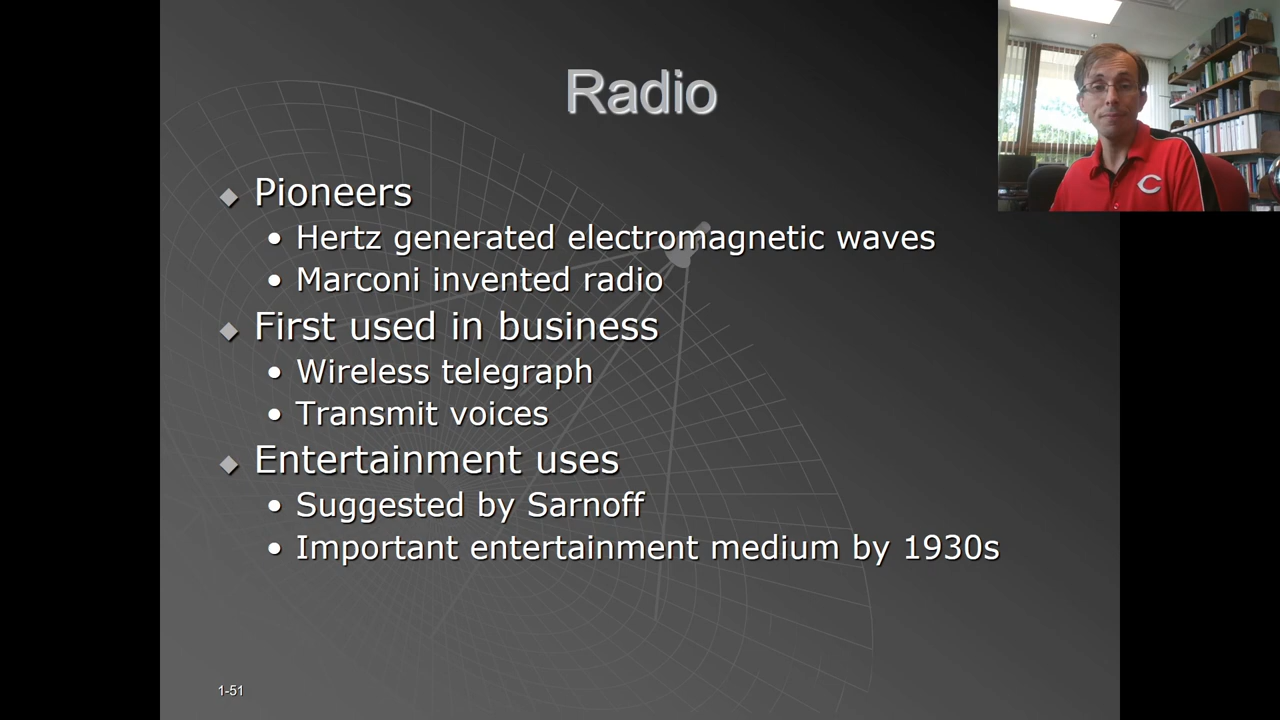 Radio
Pioneers
Hertz generated electromagnetic waves
Marconi invented radio
First used in business
Wireless telegraph
Transmit voices
Entertainment uses
Suggested by Sarnoff
Important entertainment medium by 1930s
1-51
C